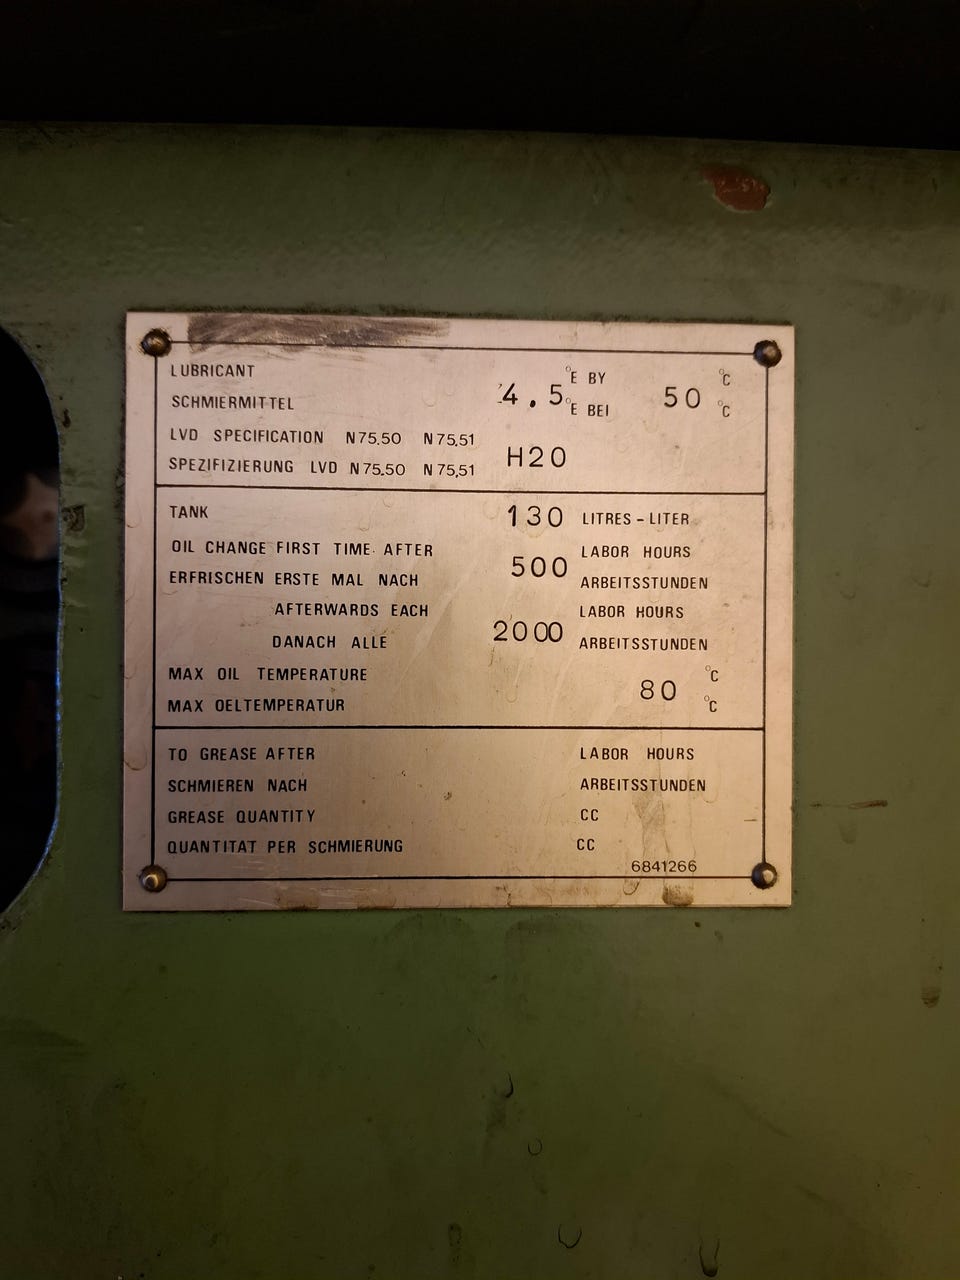 LUBRICANT 4.5 °E BY 50 °C
SCHMIERMITTEL °E BEI °C
LVD SPECIFICATION N75.50 N75.51 H20
SPEZIFIZIERUNG LVD N75.50 N75.51
TANK 130 LITRES-LITER
OIL CHANGE FIRST TIME AFTER 500 LABOR HOURS
ERFRISCHEN ERSTE MAL NACH ARBEITSSTUNDEN
AFTERWARDS EACH 2000 LABOR HOURS
DANACH ALLE ARBEITSSTUNDEN
MAX OIL TEMPERATURE 80 °C
MAX OELTEMPERATUR °C
TO GREASE AFTER LABOR HOURS
SCHMIEREN NACH ARBEITSSTUNDEN
GREASE QUANTITY CC
QUANTITAT PER SCHMIERUNG CC
6841266